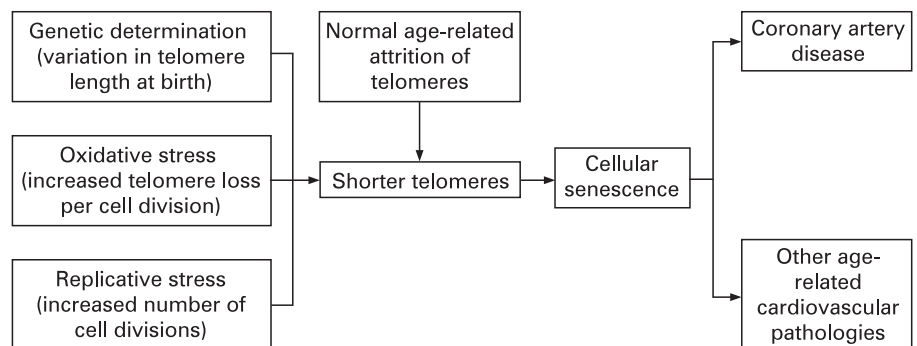 Genetic determination
(variation in telomere
length at birth)
Normal age-related
attrition of
telomeres
Coronary artery
disease
Oxidative stress
(increased telomere loss
per cell division)
Shorter telomeres
Cellular
senescence
Replicative stress
(increased number of
cell divisions)
Other age-
related
cardiovascular
pathologies